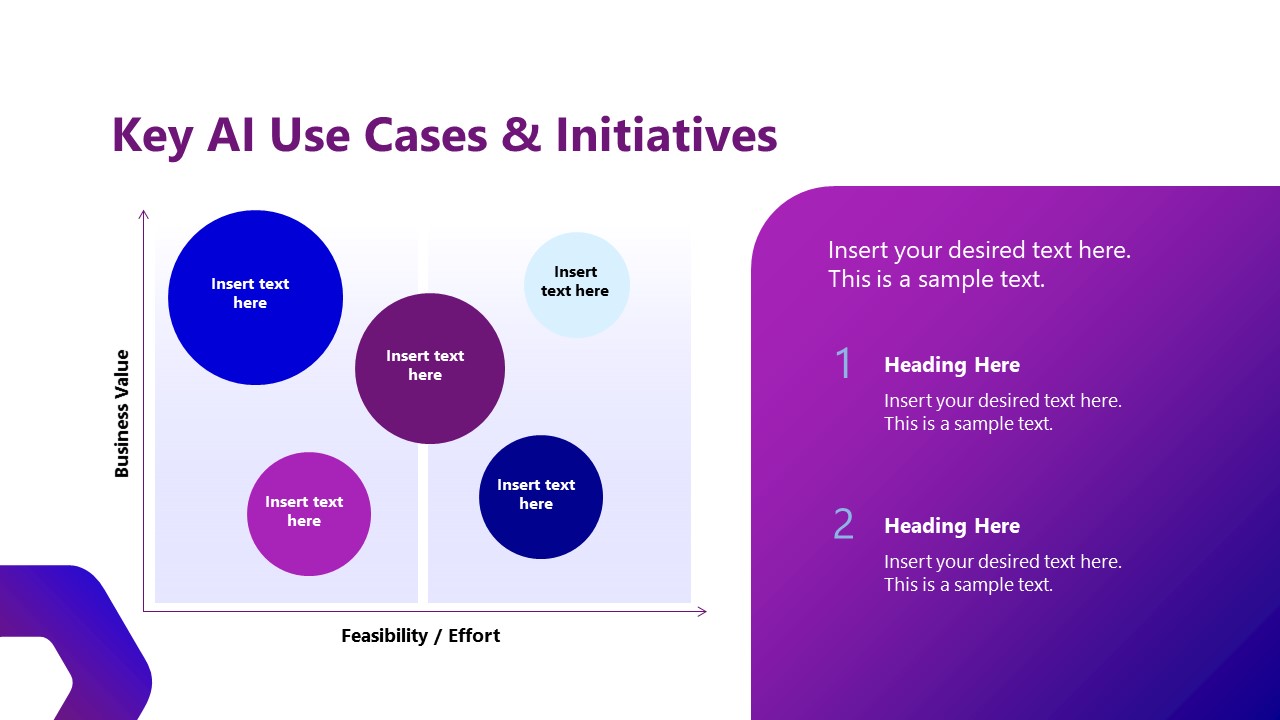 Key AI Use Cases & Initiatives
Business Value
Insert text
here
Insert
text here
Insert text
here
Insert text
here
Insert text
here
Feasibility / Effort
Insert your desired text here.
This is a sample text.
1
Heading Here
Insert your desired text here.
This is a sample text.
2
Heading Here
Insert your desired text here.
This is a sample text.